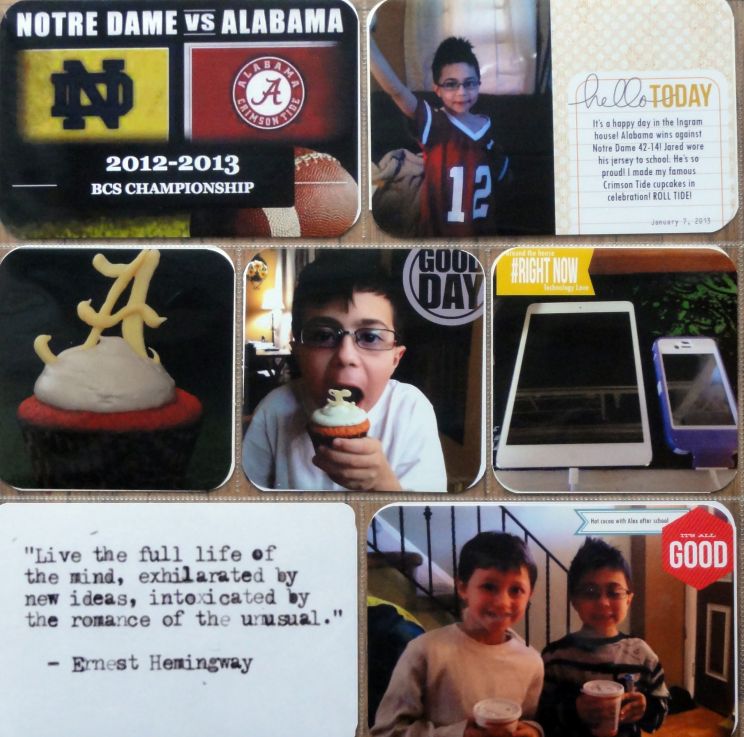 NOTRE DAME VS ALABAMA
ND
ALABAMA
A
CRIMSON TIDE
2012-2013
BCS CHAMPIONSHIP
12
hello TODAY
It's a happy day in the Ingram
house! Alabama wins against
Notre Dame 42-14! Jared wore
his jersey to school. He's so
proud! I made my famous
Crimson Tide cupcakes in
celebration! ROLL TIDE!
January 7, 2013
A
GOOD
DAY
around the house
#RIGHT NOW
Technology Love
"Live the full life of
the mind, exhilarated by
new ideas, intoxicated by
the romance of the unusual."
- Ernest Hemingway
Hot cocoa with Alex after school
IT'S ALL
GOOD